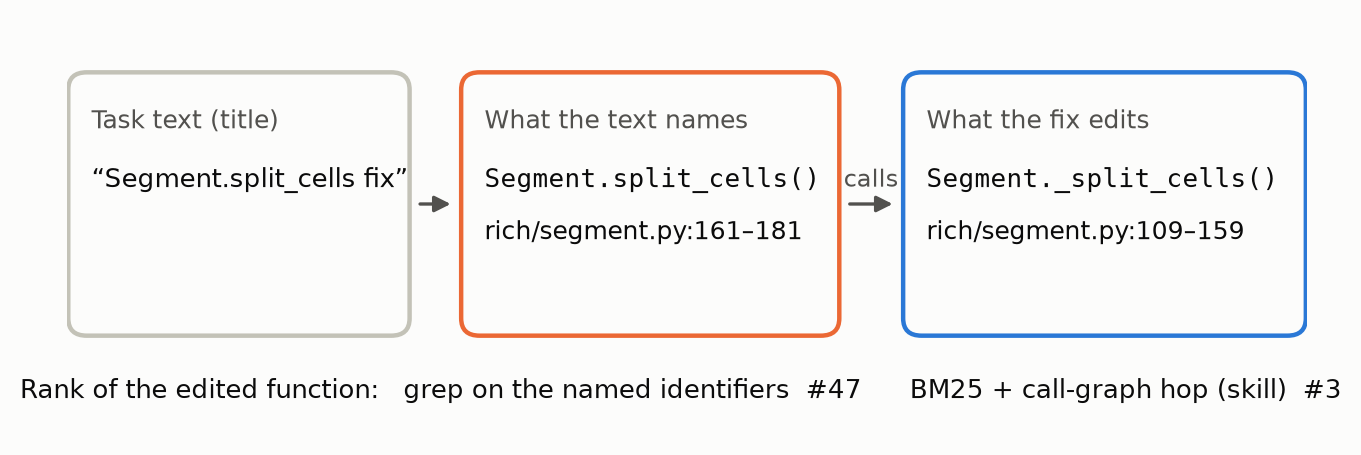 Task text (title)
“Segment.split_cells fix”
What the text names
Segment.split_cells()
rich/segment.py:161–181
calls
What the fix edits
Segment._split_cells()
rich/segment.py:109–159
Rank of the edited function:   grep on the named identifiers  #47
BM25 + call-graph hop (skill)  #3